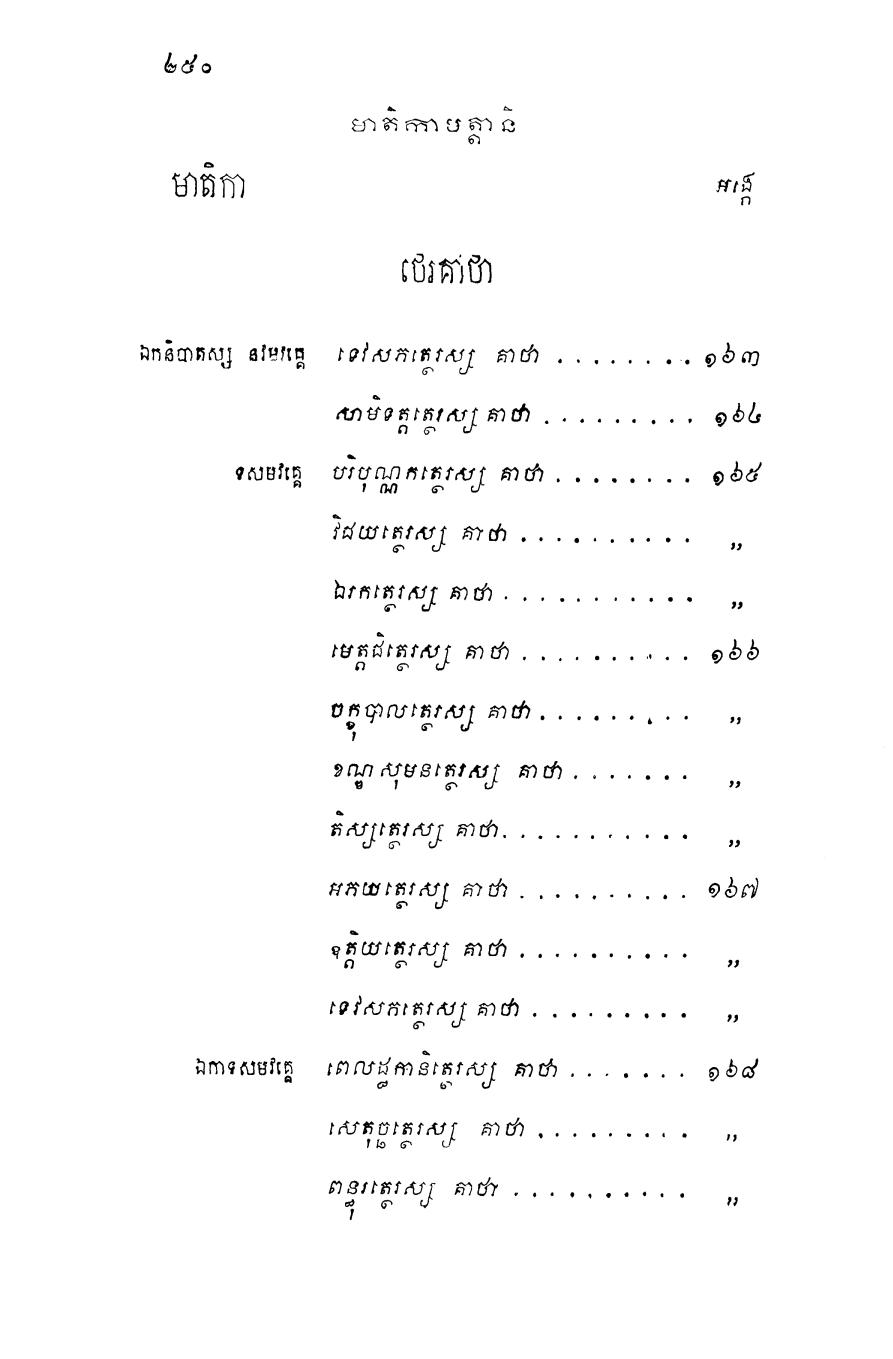 ២៥០
មាតិកាបត្តានិ
មាតិកា អង្កេ
ថេរគាថា
ឯកនិបាតស្ស នវមវគ្គេ ទេវសភត្ថេរស្ស គាថា . . . . . . . . ១៦៣
សាមិទត្តត្ថេរស្ស គាថា . . . . . . . . . ១៦៤
ទសមវគ្គេ បរិបុណ្ណកត្ថេរស្ស គាថា . . . . . . . . ១៦៥
វិជយត្ថេរស្ស គាថា . . . . . . . . . . ,,
ឯរកត្ថេរស្ស គាថា . . . . . . . . . . . ,,
មេត្តជិត្ថេរស្ស គាថា . . . . . . . . . . ១៦៦
ចក្ខុបាលត្ថេរស្ស គាថា . . . . . . . . . ,,
ខណ្ឌសុមនត្ថេរស្ស គាថា . . . . . . . ,,
តិស្សត្ថេរស្ស គាថា . . . . . . . . . . . ,,
អភយត្ថេរស្ស គាថា . . . . . . . . . . ១៦៧
ឧត្តិយត្ថេរស្ស គាថា . . . . . . . . . . ,,
ទេវសភត្ថេរស្ស គាថា . . . . . . . . . ,,
ឯកាទសមវគ្គេ ពេលដ្ឋកានិត្ថេរស្ស គាថា . . . . . . . ១៦៨
សេតុច្ឆត្ថេរស្ស គាថា . . . . . . . . . ,,
ពន្ធុរត្ថេរស្ស គាថា . . . . . . . . . . ,,